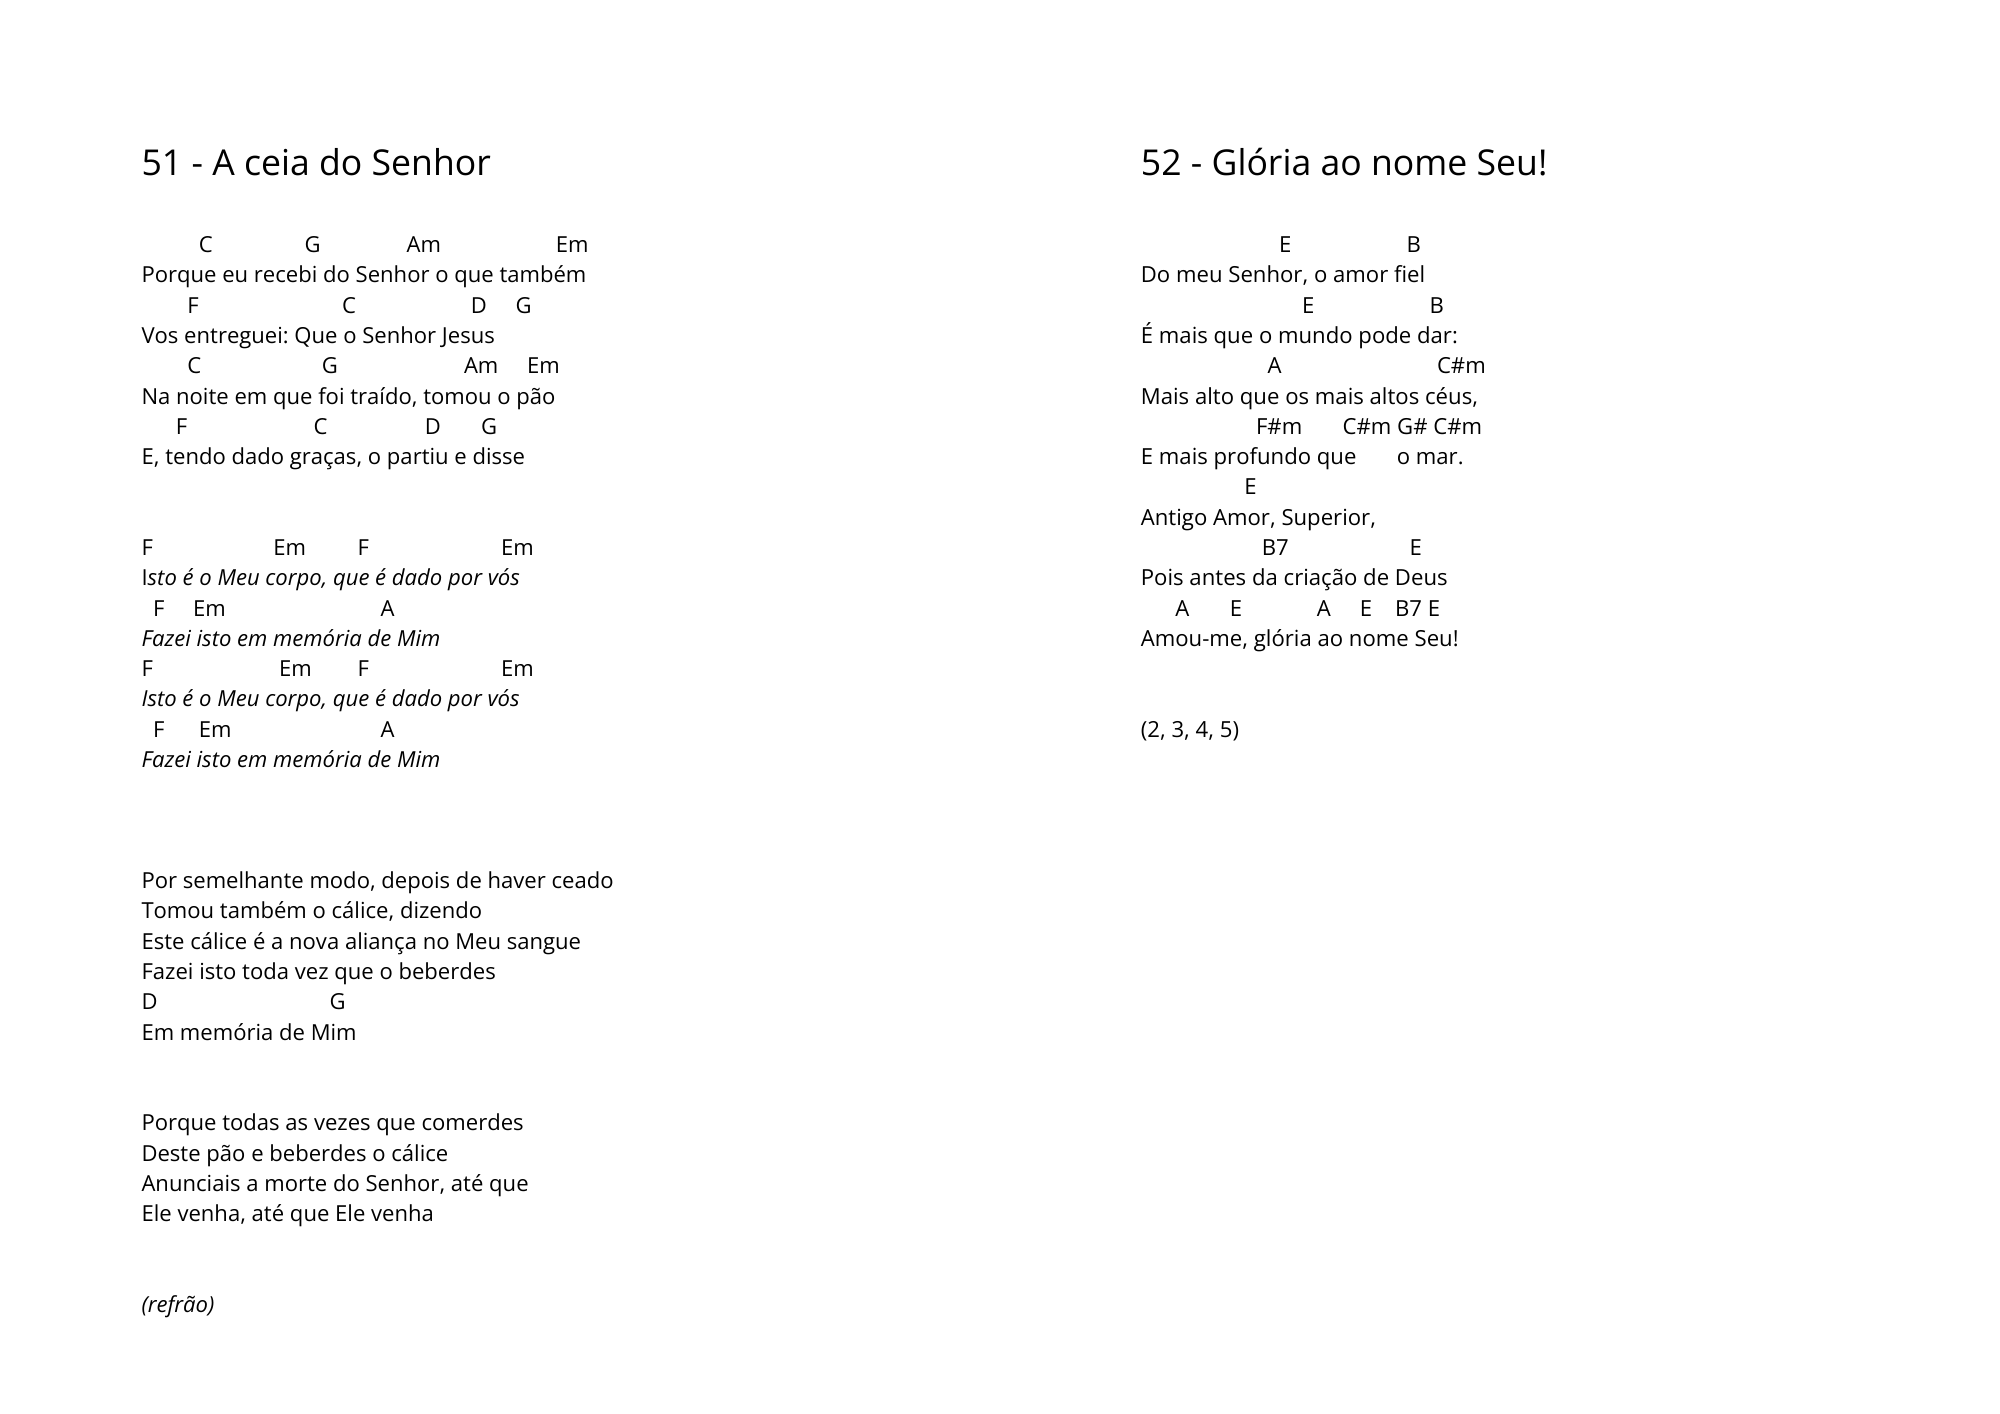 51 - A ceia do Senhor
C G Am Em
Porque eu recebi do Senhor o que também
F C D G
Vos entreguei: Que o Senhor Jesus
C G Am Em
Na noite em que foi traído, tomou o pão
F C D G
E, tendo dado graças, o partiu e disse
F Em F Em
Isto é o Meu corpo, que é dado por vós
F Em A
Fazei isto em memória de Mim
F Em F Em
Isto é o Meu corpo, que é dado por vós
F Em A
Fazei isto em memória de Mim
Por semelhante modo, depois de haver ceado
Tomou também o cálice, dizendo
Este cálice é a nova aliança no Meu sangue
Fazei isto toda vez que o beberdes
D G
Em memória de Mim
Porque todas as vezes que comerdes
Deste pão e beberdes o cálice
Anunciais a morte do Senhor, até que
Ele venha, até que Ele venha
(refrão)
52 - Glória ao nome Seu!
E B
Do meu Senhor, o amor fiel
E B
É mais que o mundo pode dar:
A C#m
Mais alto que os mais altos céus,
F#m C#m G# C#m
E mais profundo que o mar.
E
Antigo Amor, Superior,
B7 E
Pois antes da criação de Deus
A E A E B7 E
Amou-me, glória ao nome Seu!
(2, 3, 4, 5)